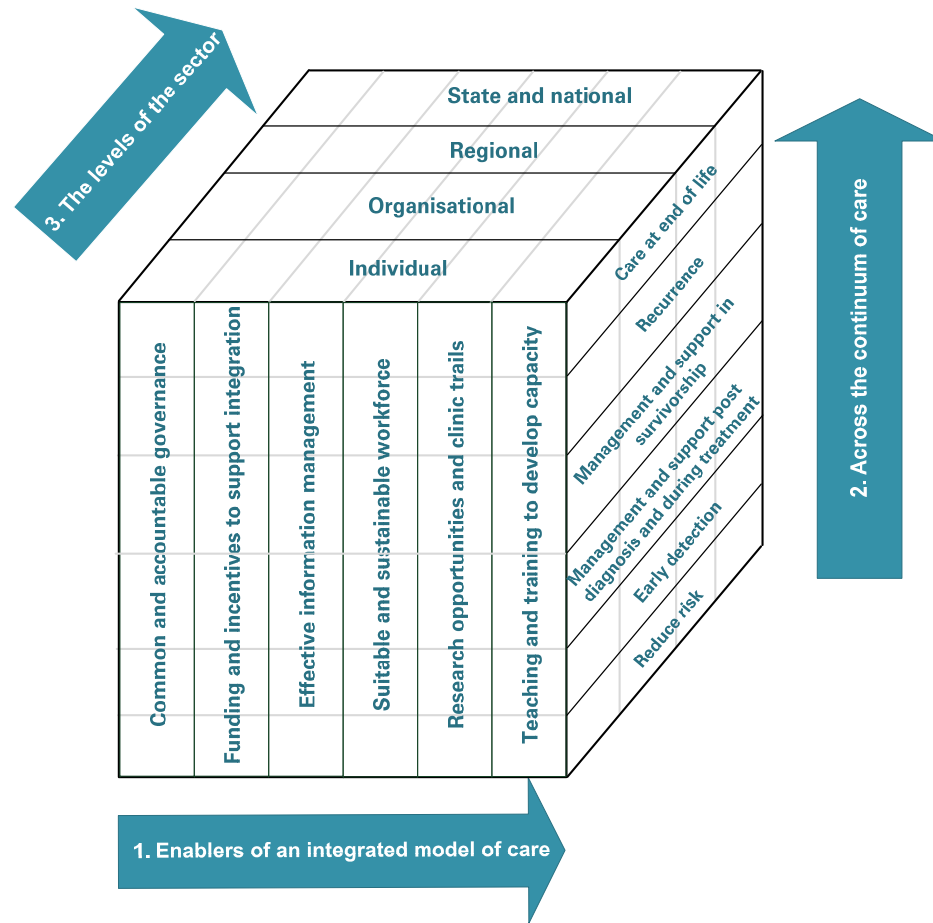 3. The levels of the sector
State and national
Regional
Organisational
Individual
Care at end of life
Recurrence
Management and support in
survivorship
Management and support post
diagnosis and during treatment
Early detection
Reduce risk
2. Across the continuum of care
Common and accountable governance
Funding and incentives to support integration
Effective information management
Suitable and sustainable workforce
Research opportunities and clinic trails
Teaching and training to develop capacity
1. Enablers of an integrated model of care